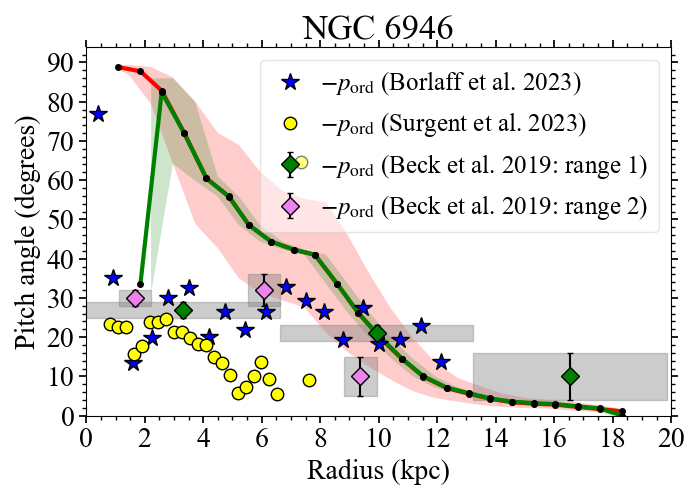 NGC 6946
Pitch angle (degrees)
90
80
70
60
50
40
30
20
10
0
−p_ord (Borlaff et al. 2023)
−p_ord (Surgent et al. 2023)
−p_ord (Beck et al. 2019: range 1)
−p_ord (Beck et al. 2019: range 2)
0 2 4 6 8 10 12 14 16 18 20
Radius (kpc)